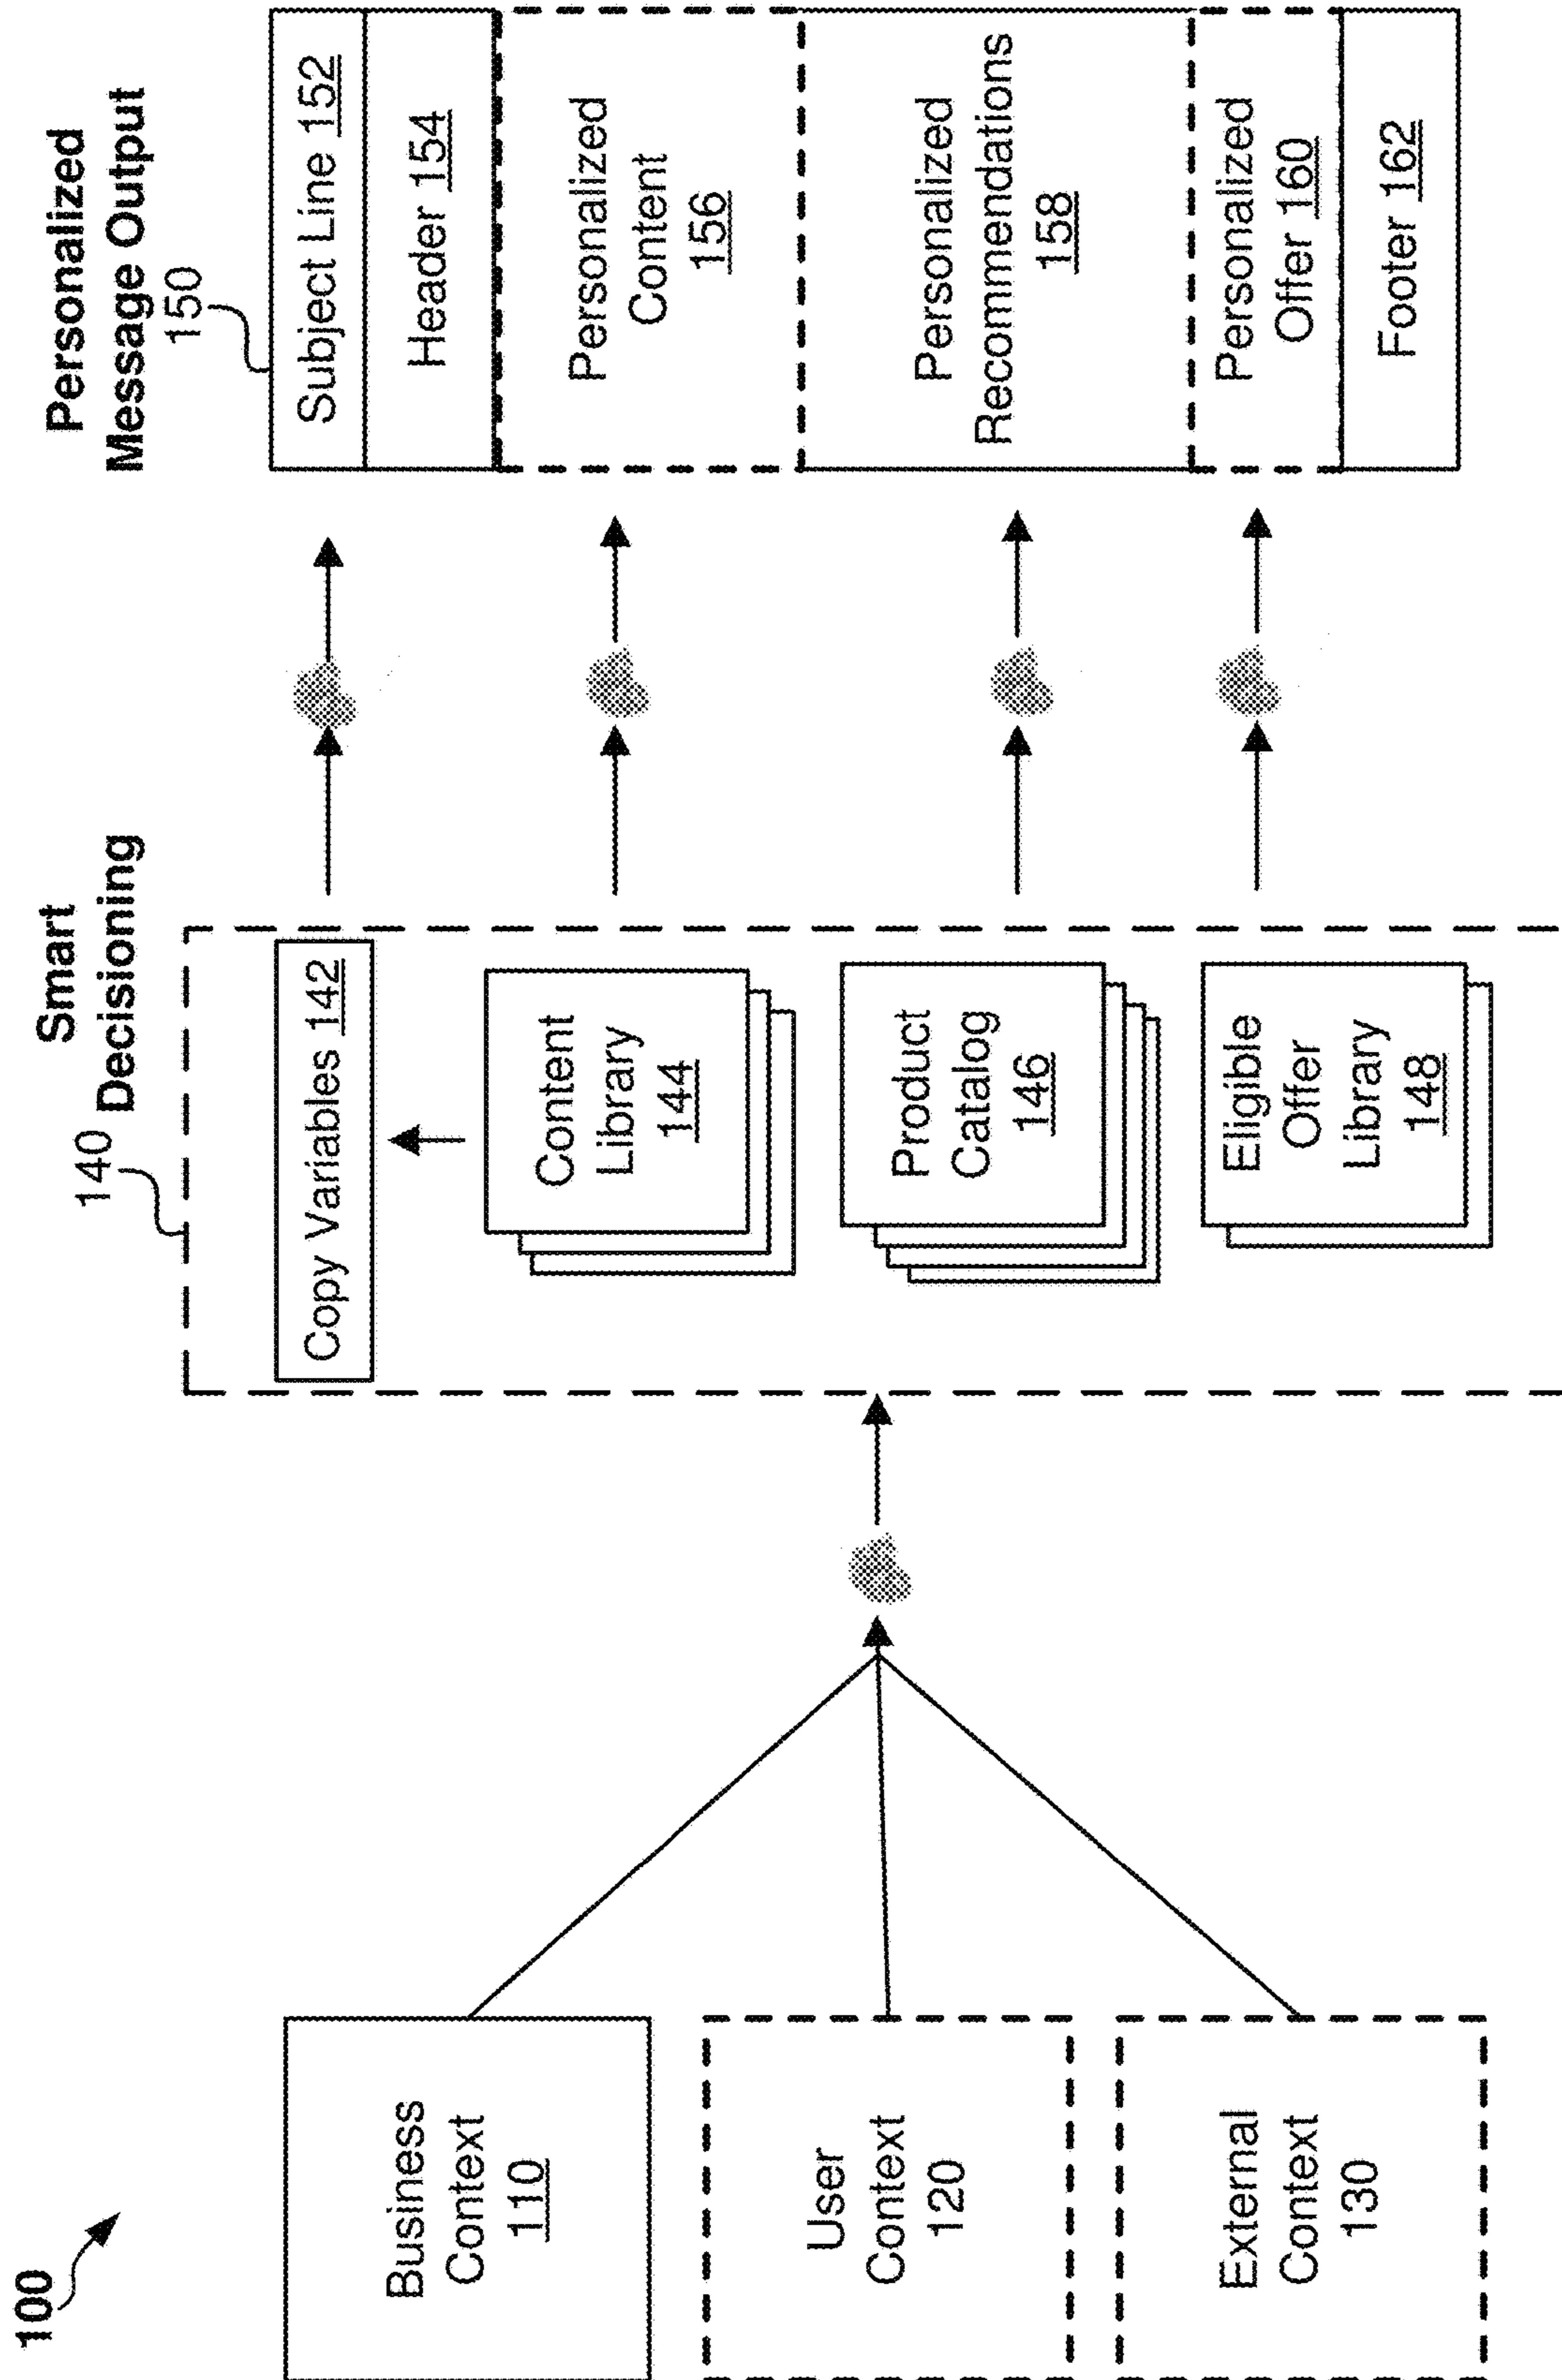 100
Business
Context
110
User
Context
120
External
Context
130
Smart
Decisioning
140
Copy Variables 142
Content
Library
144
Product
Catalog
146
Eligible
Offer
Library
148
Personalized
Message Output
150
Subject Line 152
Header 154
Personalized
Content
156
Personalized
Recommendations
158
Personalized
Offer 160
Footer 162